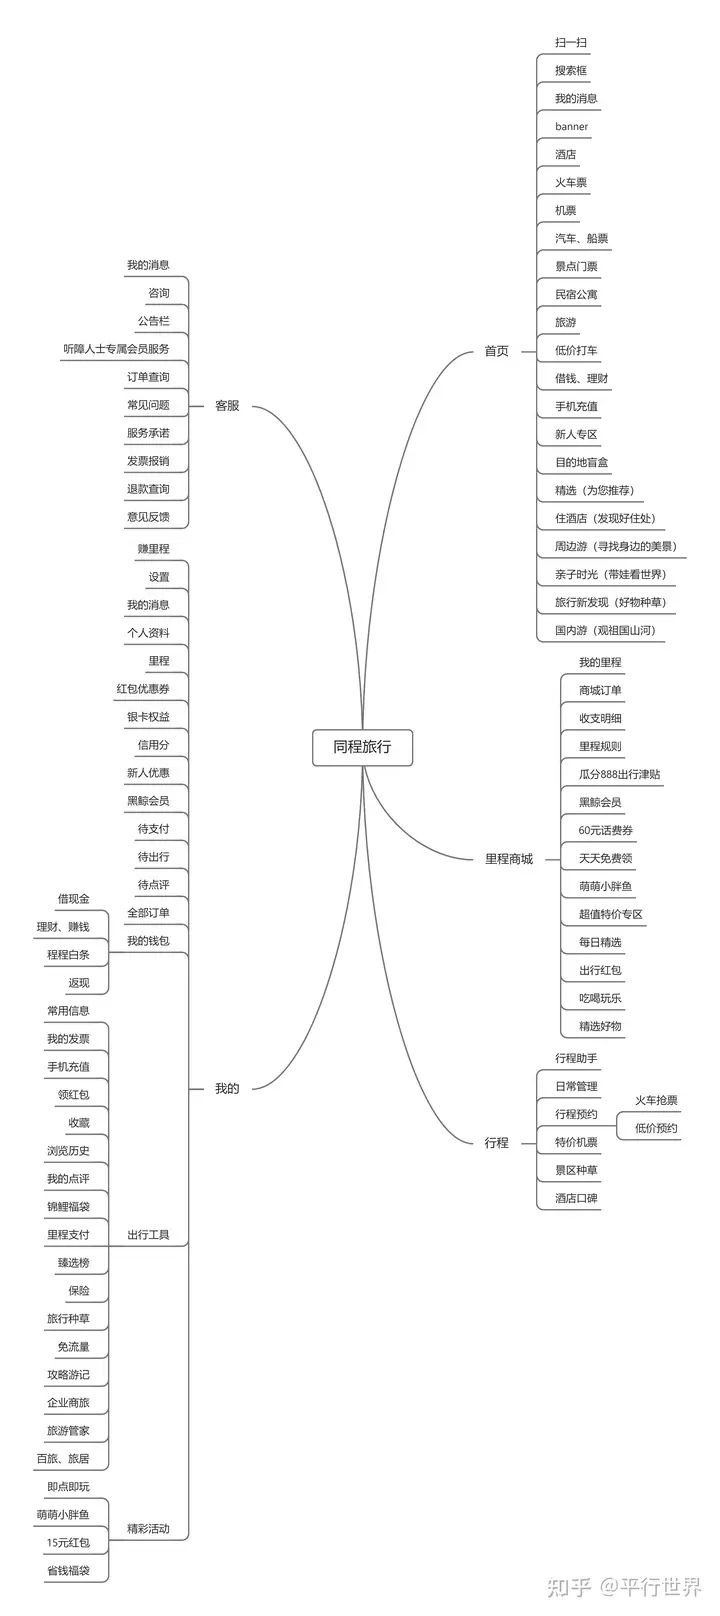 同程旅行
首页
扫一扫
搜索框
我的消息
banner
酒店
火车票
机票
汽车、船票
景点门票
民宿公寓
旅游
低价打车
借钱、理财
手机充值
新人专区
目的地盲盒
精选（为您推荐）
住酒店（发现好住处）
周边游（寻找身边的美景）
亲子时光（带娃看世界）
旅行新发现（好物种草）
国内游（观祖国山河）
里程商城
我的里程
商城订单
收支明细
里程规则
瓜分888出行津贴
黑鲸会员
60元话费券
天天免费领
萌萌小胖鱼
超值特价专区
每日精选
出行红包
吃喝玩乐
精选好物
行程
行程助手
日常管理
行程预约
火车抢票
低价预约
特价机票
景区种草
酒店口碑
客服
我的消息
咨询
公告栏
听障人士专属会员服务
订单查询
常见问题
服务承诺
发票报销
退款查询
意见反馈
我的
赚里程
设置
我的消息
个人资料
里程
红包优惠券
银卡权益
信用分
新人优惠
黑鲸会员
待支付
待出行
待点评
全部订单
我的钱包
借现金
理财、赚钱
程程白条
返现
出行工具
常用信息
我的发票
手机充值
领红包
收藏
浏览历史
我的点评
锦鲤福袋
里程支付
臻选榜
保险
旅行种草
免流量
攻略游记
企业商旅
旅游管家
百旅、旅居
精彩活动
即点即玩
萌萌小胖鱼
15元红包
省钱福袋
知乎 @平行世界